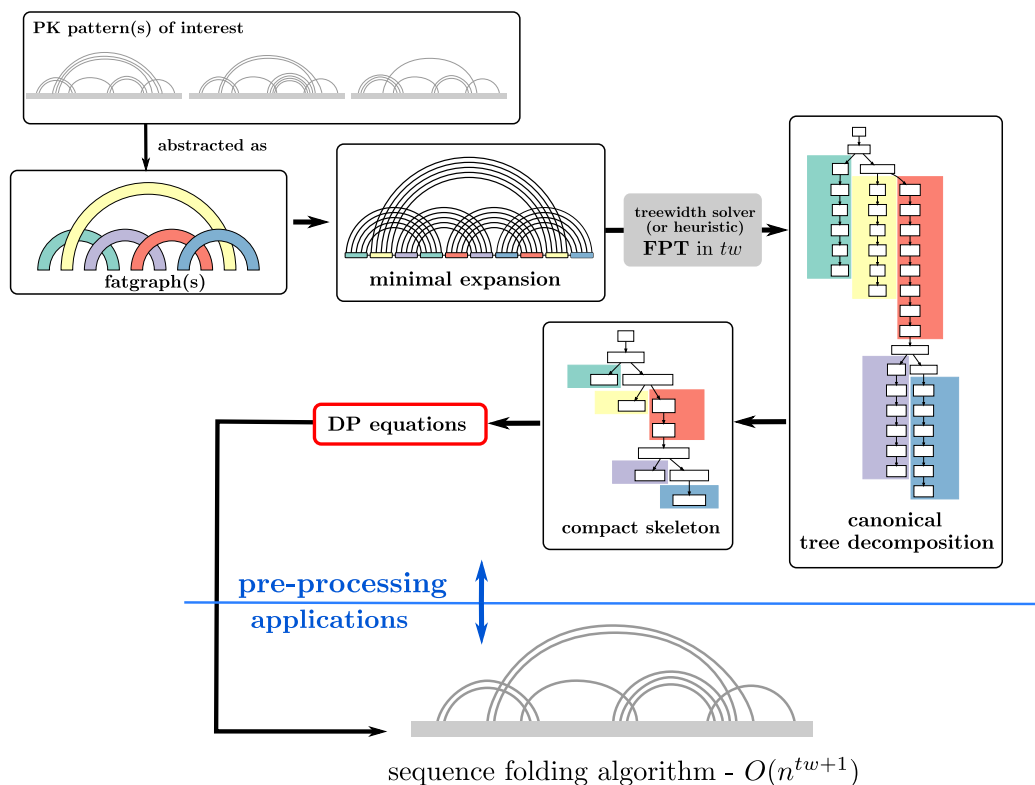 PK pattern(s) of interest
abstracted as
fatgraph(s)
minimal expansion
treewidth solver
(or heuristic)
FPT in tw
canonical
tree decomposition
compact skeleton
DP equations
pre-processing
applications
sequence folding algorithm - O(n^{tw+1})